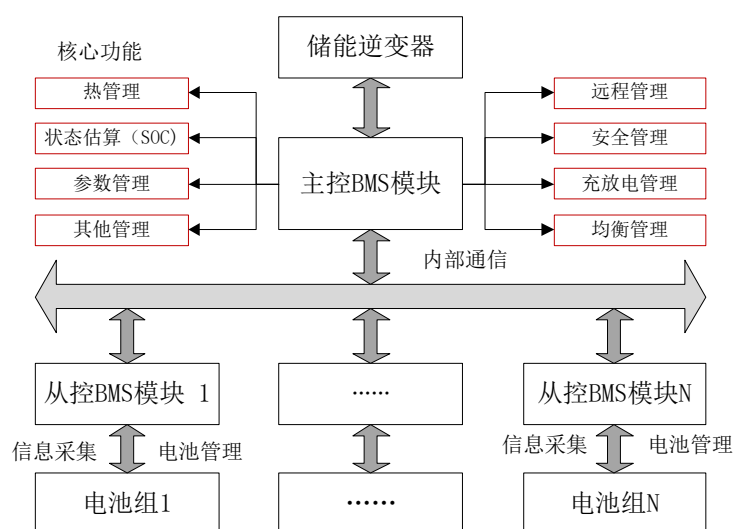 储能逆变器
核心功能
热管理
远程管理
状态估算（SOC)
安全管理
主控BMS模块
参数管理
充放电管理
其他管理
均衡管理
内部通信
从控BMS模块 1
……
从控BMS模块N
信息采集
电池管理
信息采集
电池管理
电池组1
……
电池组N